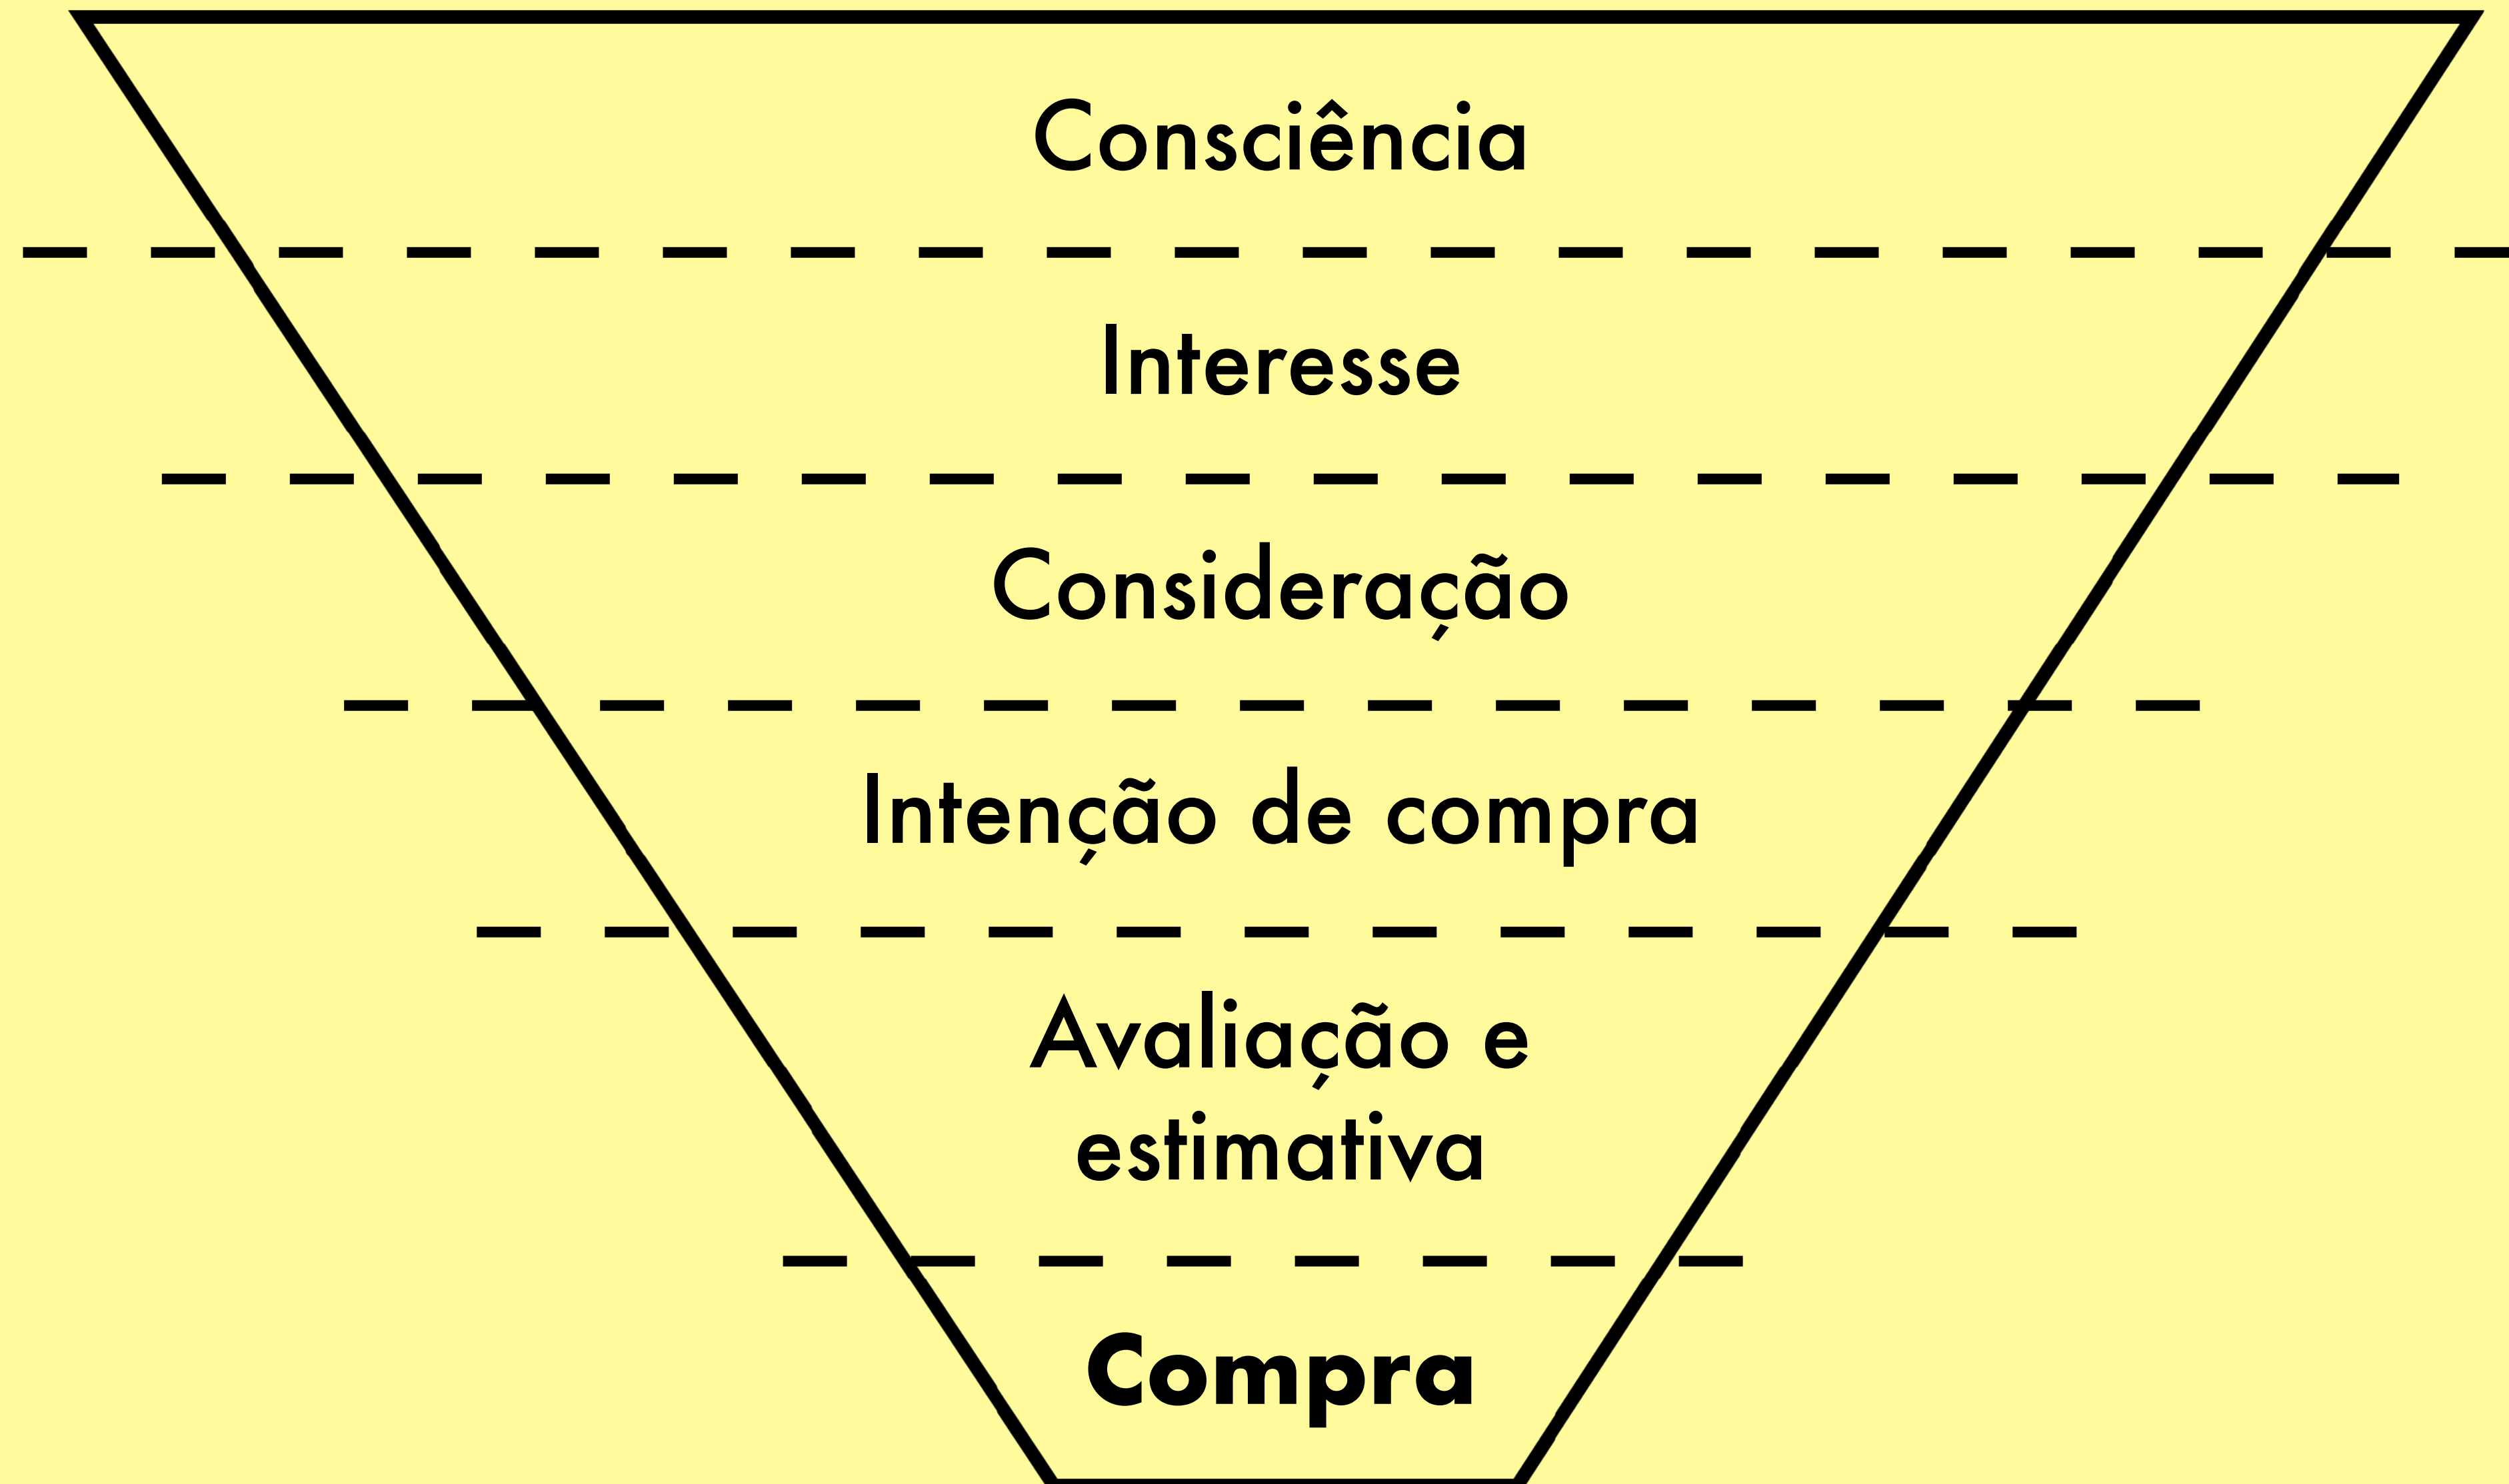 Consciência
Interesse
Consideração
Intenção de compra
Avaliação e
estimativa
Compra